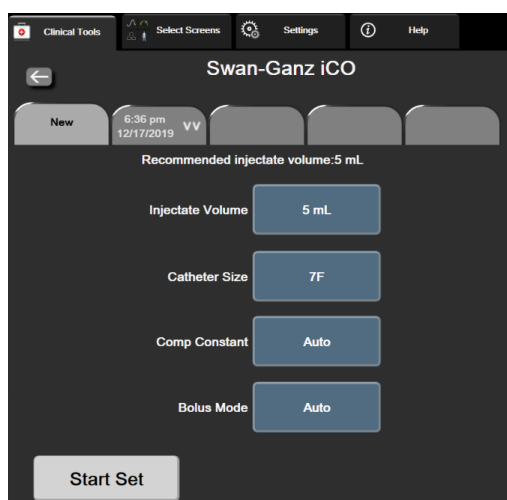 Clinical Tools
Select Screens
Settings
Help
Swan-Ganz iCO
New
6:36 pm
12/17/2019
Recommended injectate volume:5 mL
Injectate Volume
5 mL
Catheter Size
7F
Comp Constant
Auto
Bolus Mode
Auto
Start Set